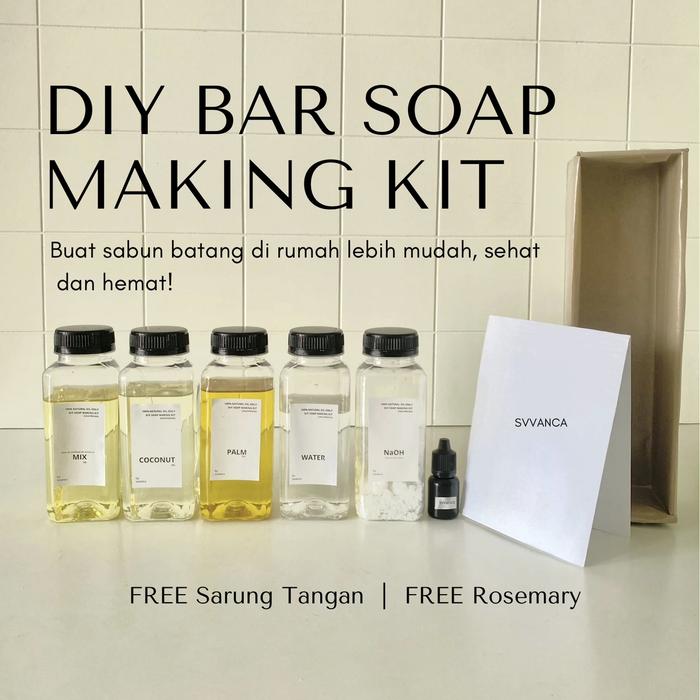 DIY BAR SOAP
MAKING KIT
Buat sabun batang di rumah lebih mudah, sehat
dan hemat!
MIX
COCONUT
PALM
WATER
NaOH
SVVANCA
FREE Sarung Tangan | FREE Rosemary